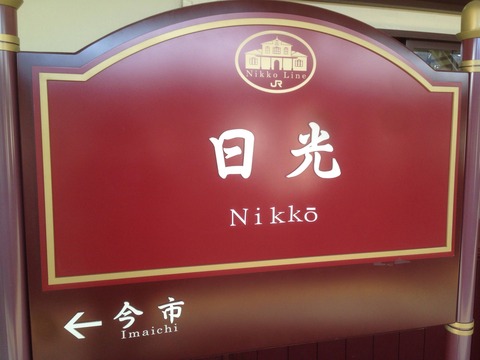 Nikko Line
JR
日光
Nikkō
← 今市
Imaichi